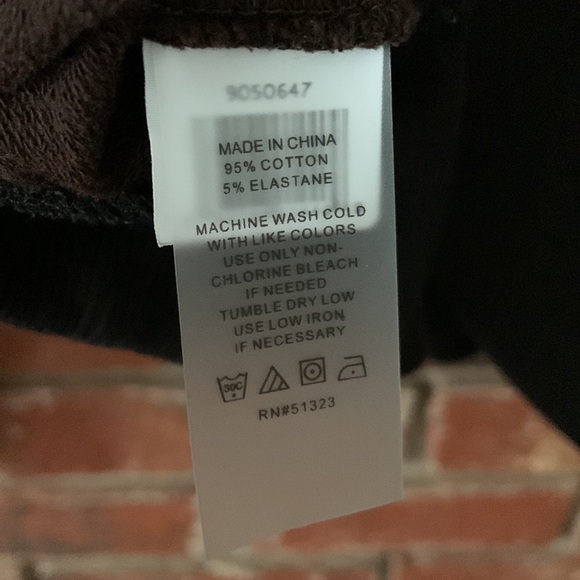 9050647
MADE IN CHINA
95% COTTON
5% ELASTANE
MACHINE WASH COLD
WITH LIKE COLORS
USE ONLY NON-
CHLORINE BLEACH
IF NEEDED
TUMBLE DRY LOW
USE LOW IRON
IF NECESSARY
30C
RN#51323